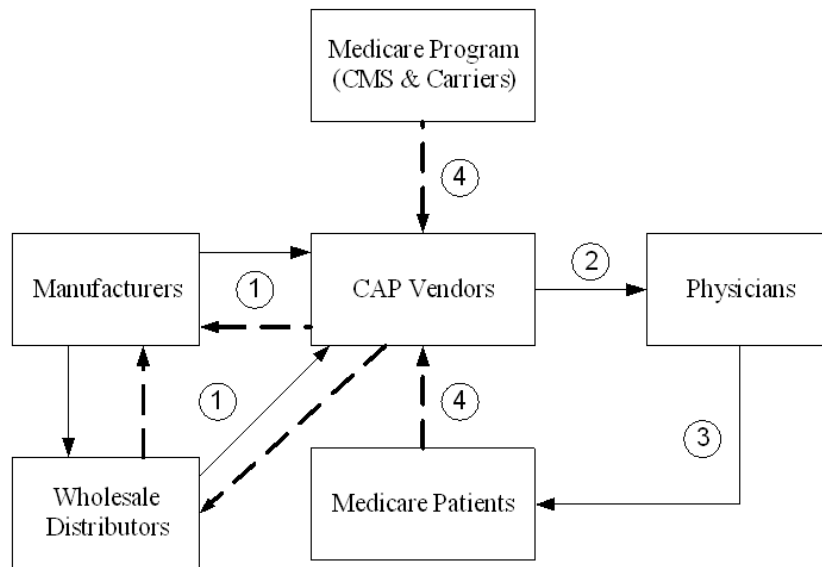 Medicare Program
(CMS & Carriers)
4
Manufacturers
1
CAP Vendors
2
Physicians
1
4
3
Wholesale
Distributors
Medicare Patients